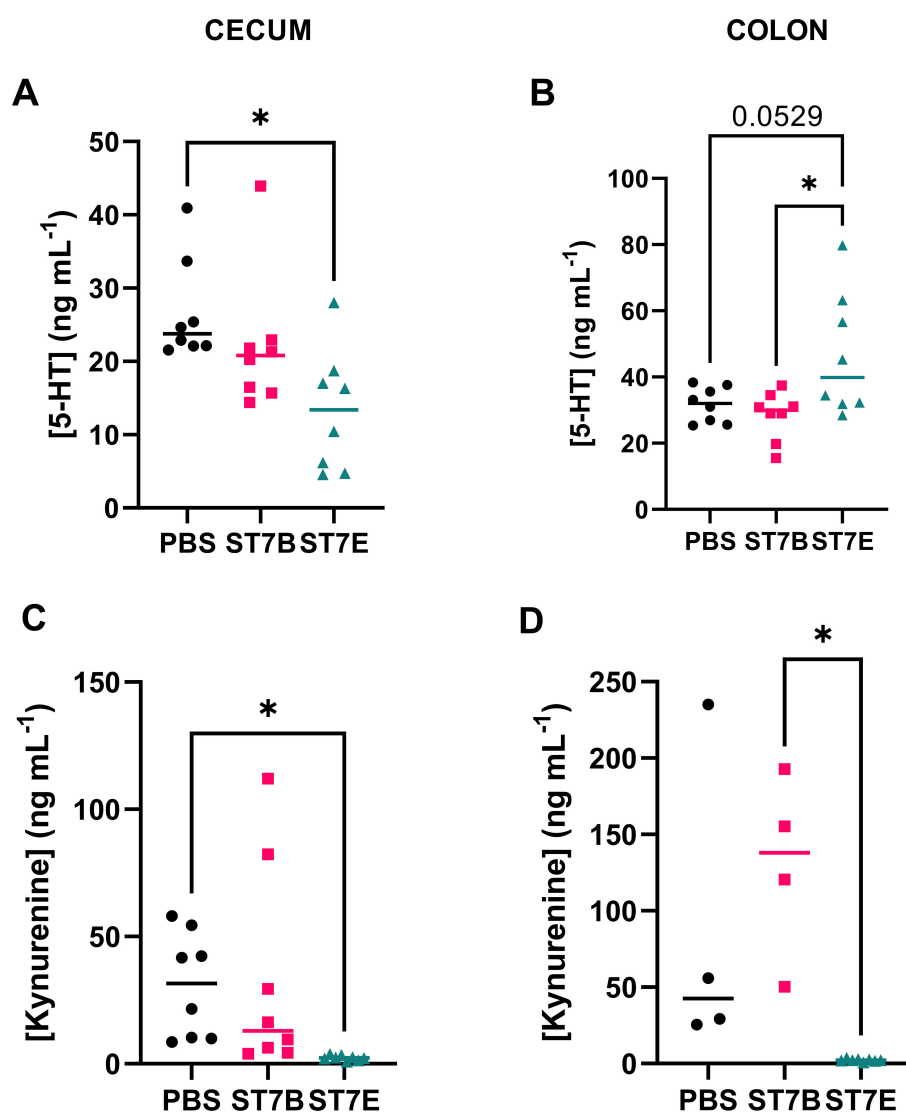 CECUM
COLON
A
B
*
0.0529
*
50
40
30
20
10
0
[5-HT] (ng mL⁻¹)
PBS ST7B ST7E
100
80
60
40
20
0
[5-HT] (ng mL⁻¹)
PBS ST7B ST7E
C
D
*
150
100
50
0
[Kynurenine] (ng mL⁻¹)
PBS ST7B ST7E
*
250
200
150
100
50
0
[Kynurenine] (ng mL⁻¹)
PBS ST7B ST7E